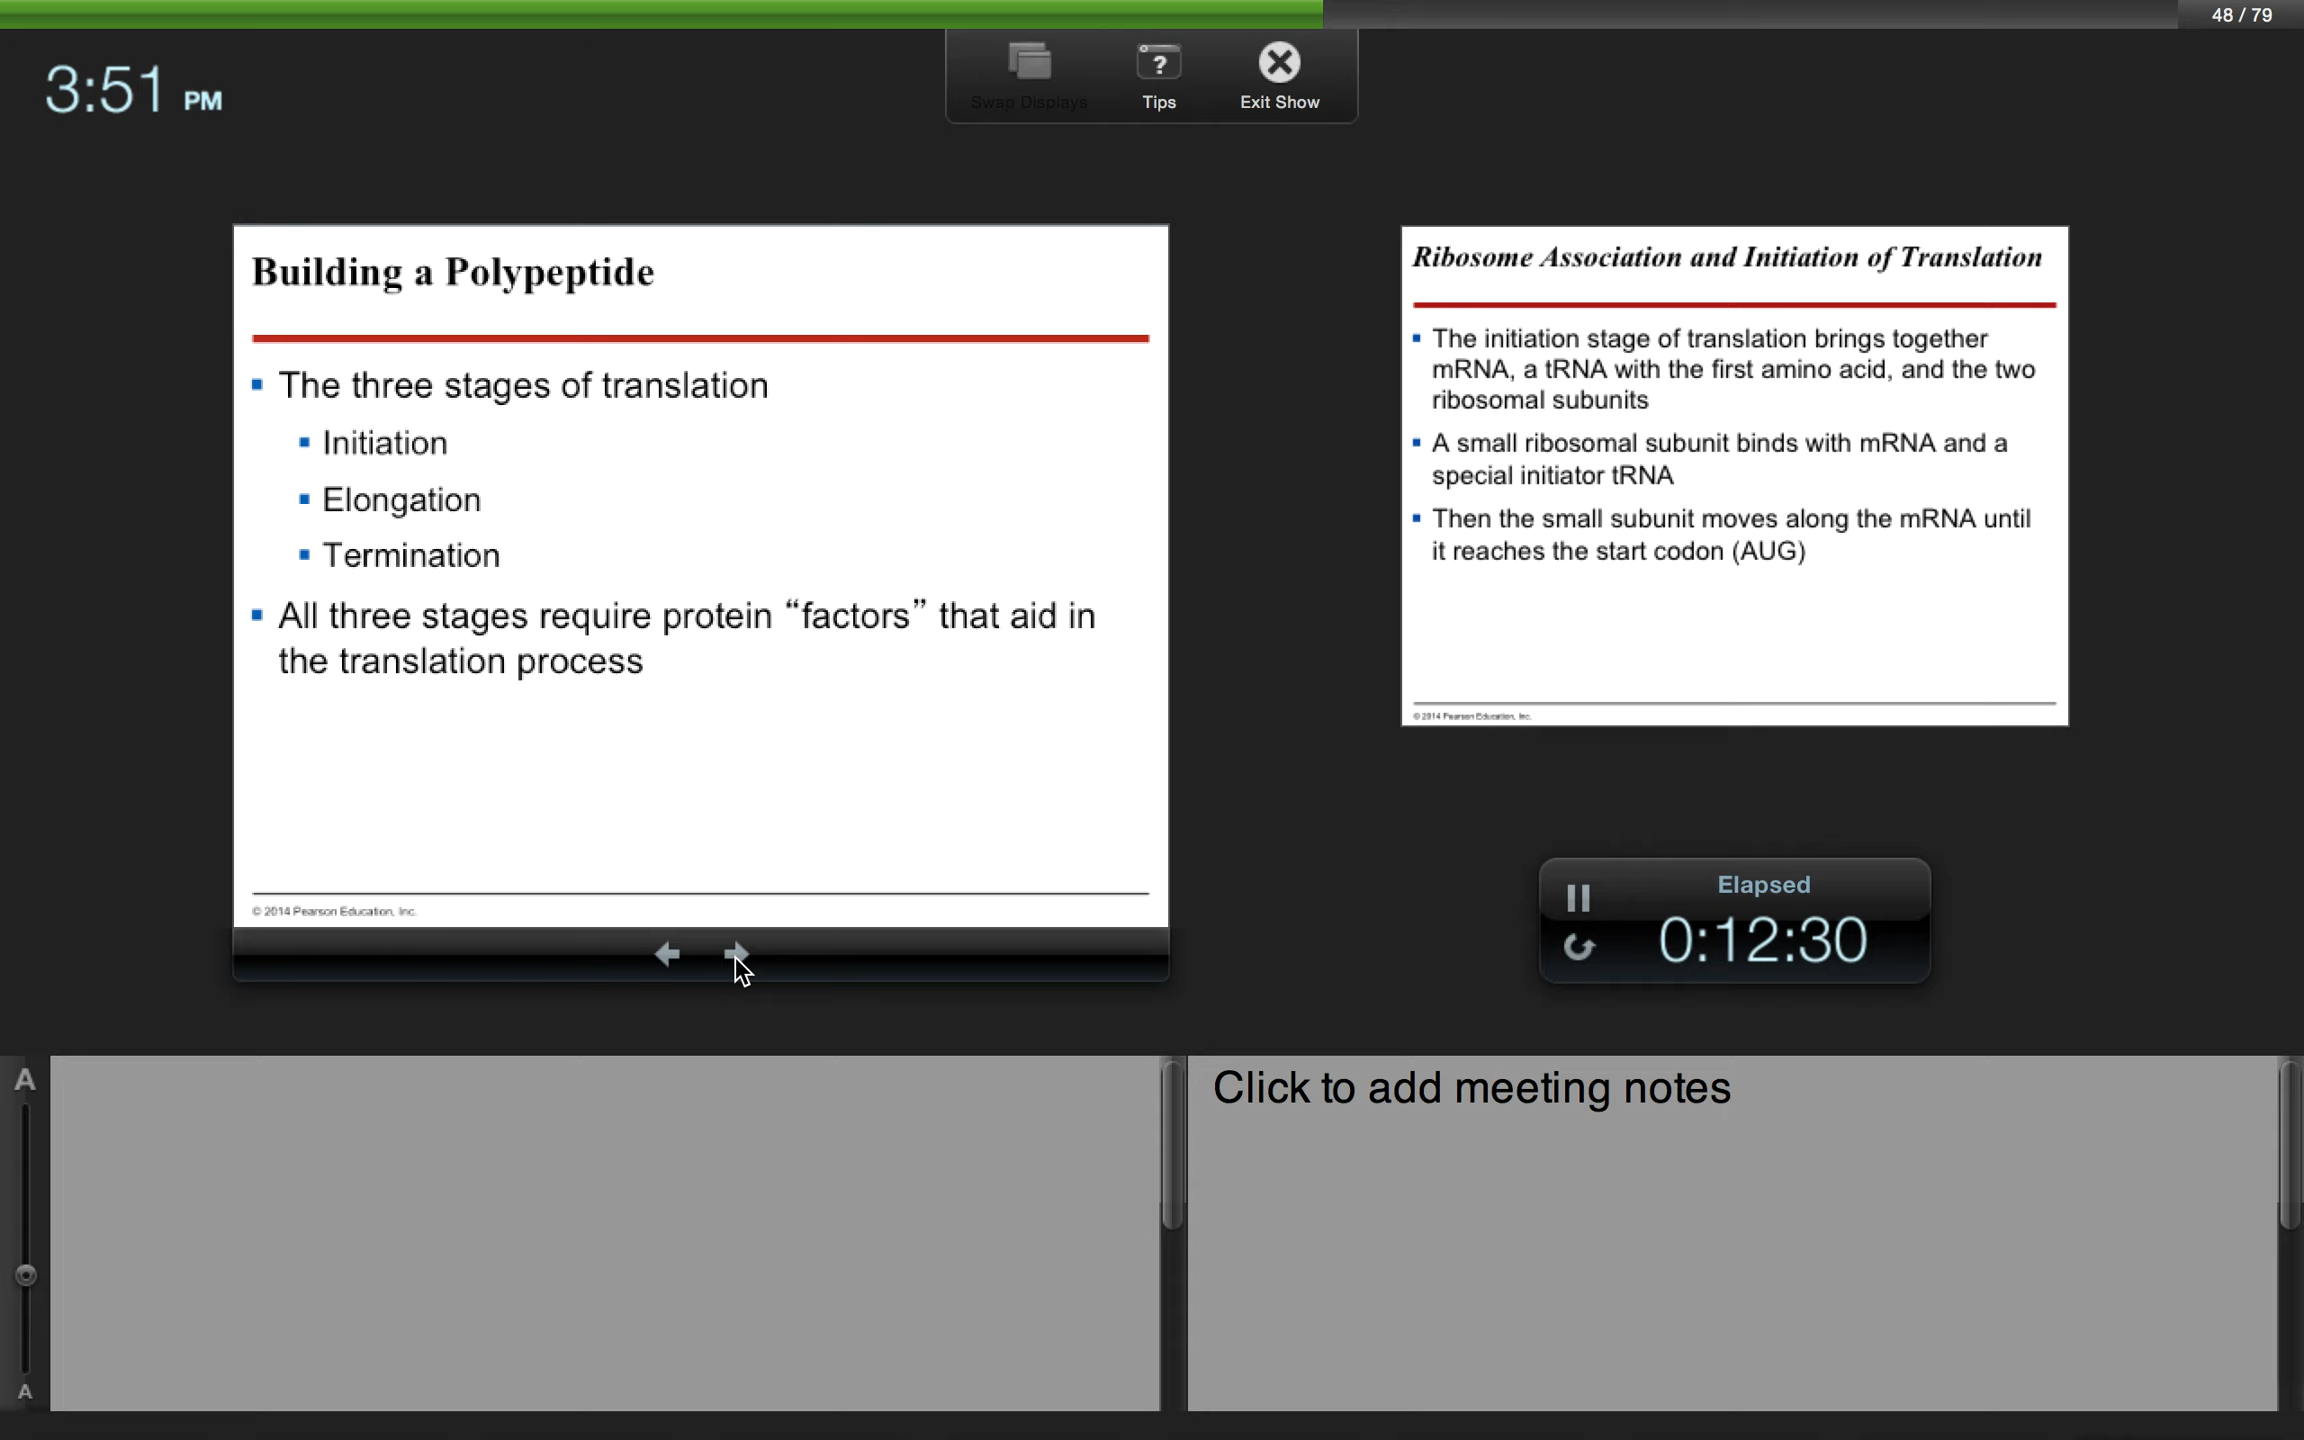 48 / 79
3:51 PM
Swap Displays
Tips
Exit Show
Building a Polypeptide
▪ The three stages of translation
▪ Initiation
▪ Elongation
▪ Termination
▪ All three stages require protein “factors” that aid in
the translation process
© 2014 Pearson Education, Inc.
Ribosome Association and Initiation of Translation
▪ The initiation stage of translation brings together
mRNA, a tRNA with the first amino acid, and the two
ribosomal subunits
▪ A small ribosomal subunit binds with mRNA and a
special initiator tRNA
▪ Then the small subunit moves along the mRNA until
it reaches the start codon (AUG)
© 2014 Pearson Education, Inc.
Elapsed
0:12:30
A
A
Click to add meeting notes